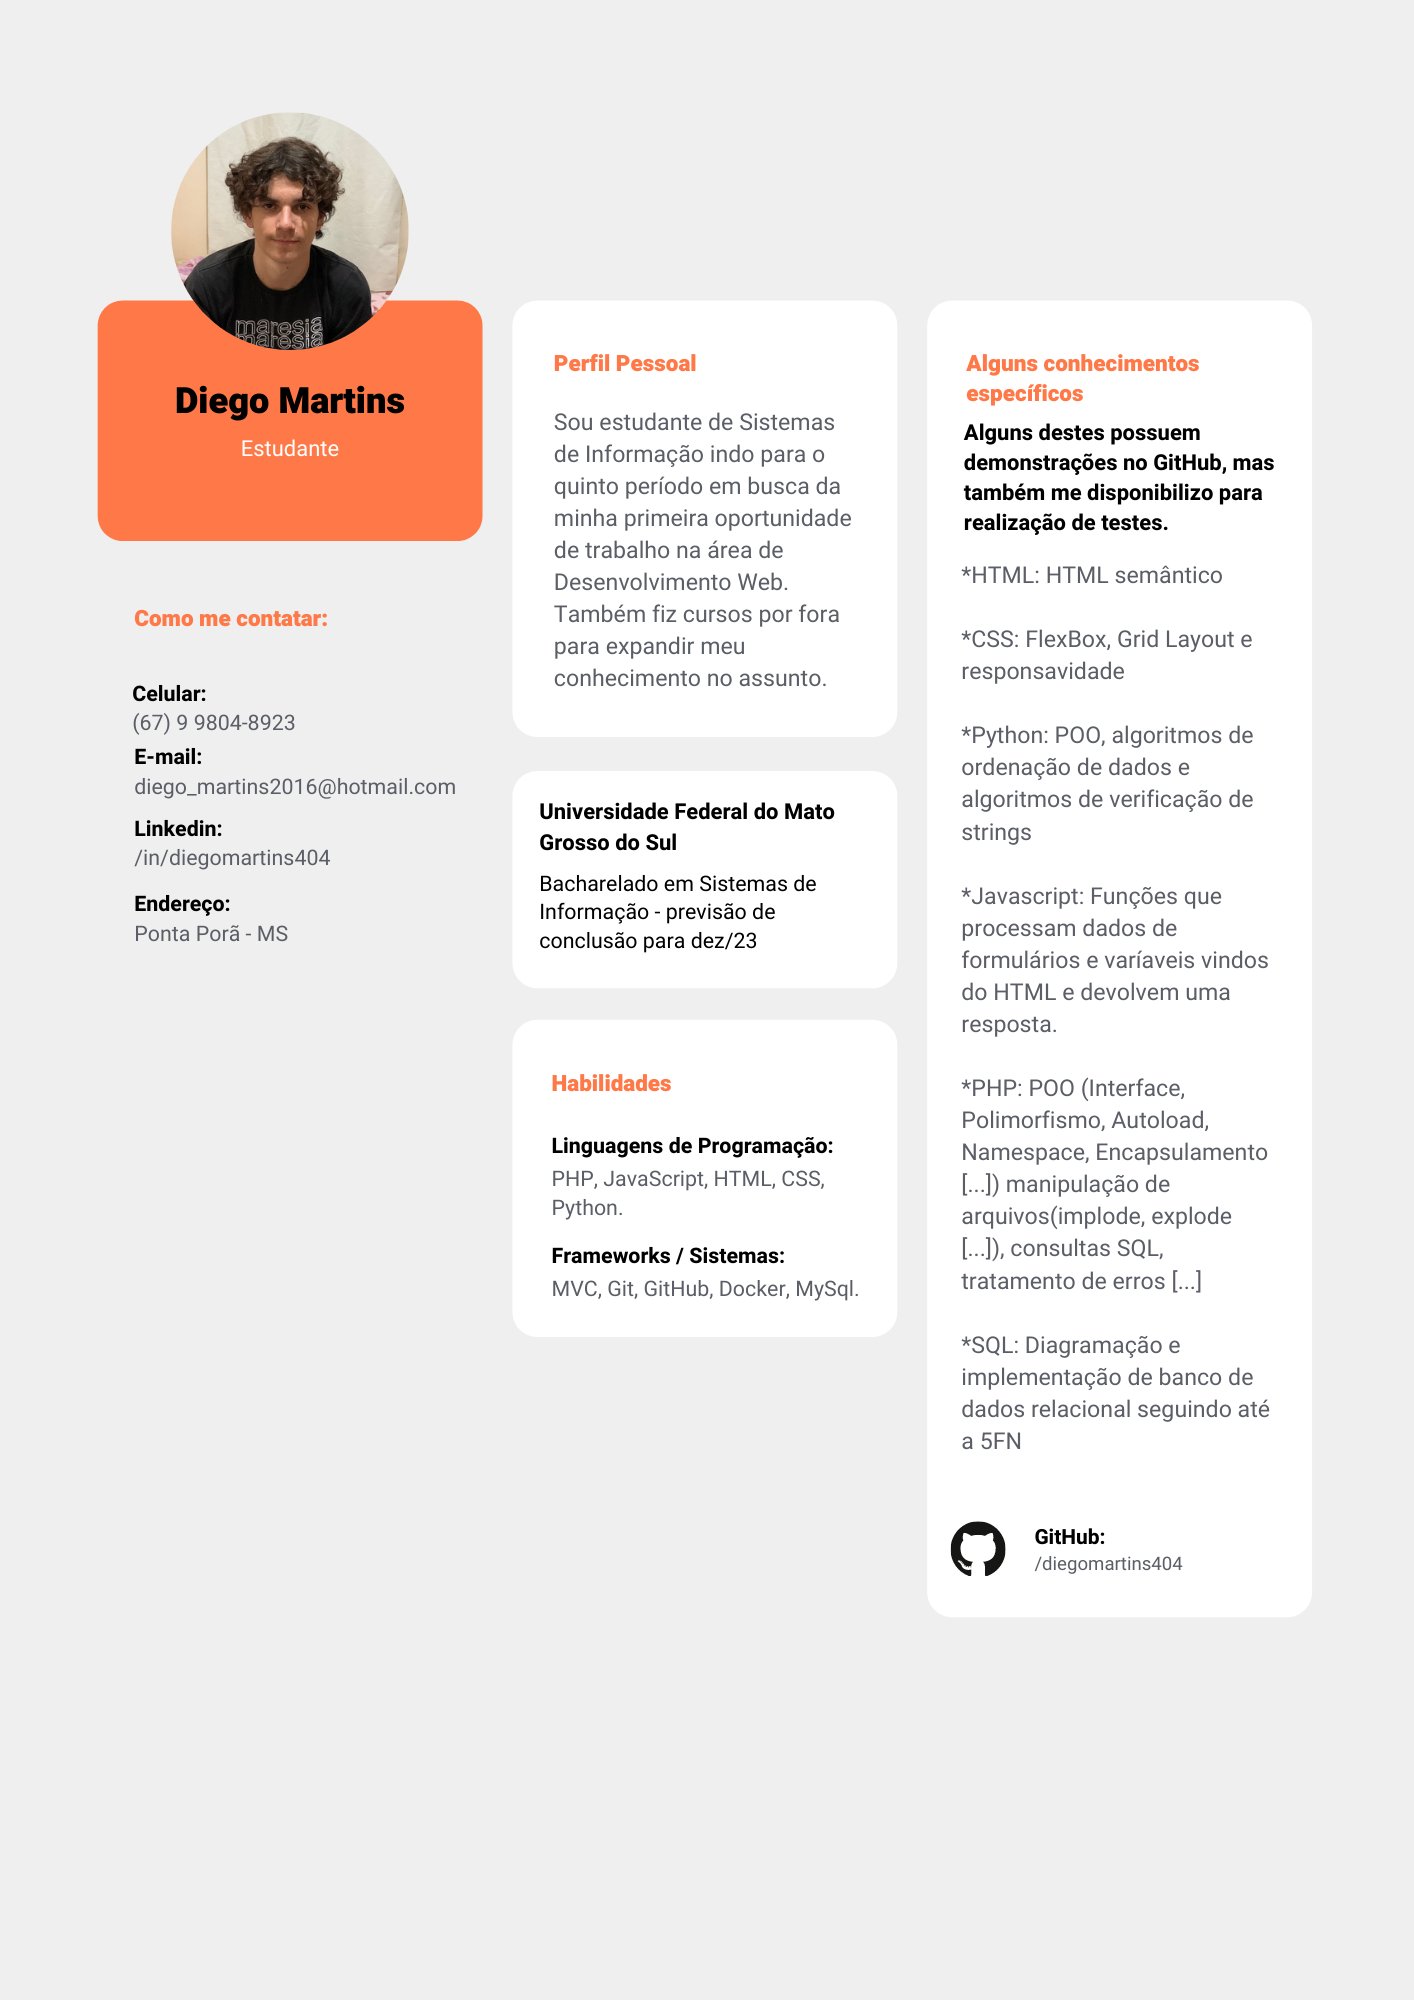 maresia
maresia
Diego Martins
Estudante
Como me contatar:
Celular:
(67) 9 9804-8923
E-mail:
diego_martins2016@hotmail.com
Linkedin:
/in/diegomartins404
Endereço:
Ponta Porã - MS
Perfil Pessoal
Sou estudante de Sistemas
de Informação indo para o
quinto período em busca da
minha primeira oportunidade
de trabalho na área de
Desenvolvimento Web.
Também fiz cursos por fora
para expandir meu
conhecimento no assunto.
Universidade Federal do Mato
Grosso do Sul
Bacharelado em Sistemas de
Informação - previsão de
conclusão para dez/23
Habilidades
Linguagens de Programação:
PHP, JavaScript, HTML, CSS,
Python.
Frameworks / Sistemas:
MVC, Git, GitHub, Docker, MySql.
Alguns conhecimentos
específicos
Alguns destes possuem
demonstrações no GitHub, mas
também me disponibilizo para
realização de testes.
*HTML: HTML semântico
*CSS: FlexBox, Grid Layout e
responsavidade
*Python: POO, algoritmos de
ordenação de dados e
algoritmos de verificação de
strings
*Javascript: Funções que
processam dados de
formulários e varíaveis vindos
do HTML e devolvem uma
resposta.
*PHP: POO (Interface,
Polimorfismo, Autoload,
Namespace, Encapsulamento
[...]) manipulação de
arquivos(implode, explode
[...]), consultas SQL,
tratamento de erros [...]
*SQL: Diagramação e
implementação de banco de
dados relacional seguindo até
a 5FN
GitHub:
/diegomartins404